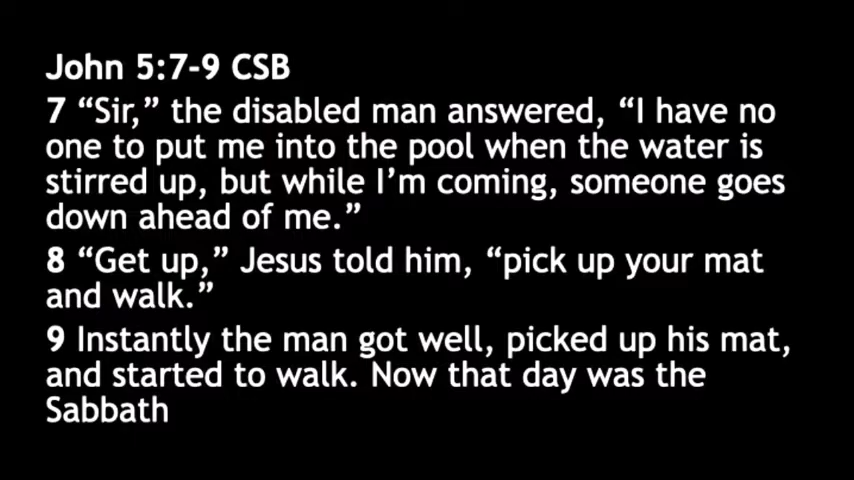 John 5:7-9 CSB
7 “Sir,” the disabled man answered, “I have no
one to put me into the pool when the water is
stirred up, but while I’m coming, someone goes
down ahead of me.”
8 “Get up,” Jesus told him, “pick up your mat
and walk.”
9 Instantly the man got well, picked up his mat,
and started to walk. Now that day was the
Sabbath